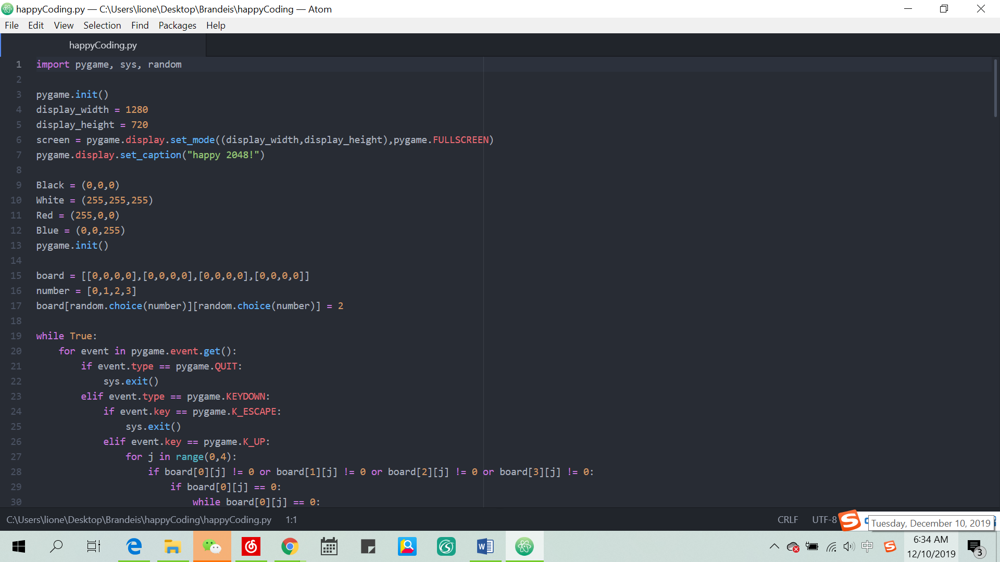 happyCoding.py — C:\Users\lione\Desktop\Brandeis\happyCoding — Atom
File Edit View Selection Find Packages Help
happyCoding.py
1 import pygame, sys, random
2
3 pygame.init()
4 display_width = 1280
5 display_height = 720
6 screen = pygame.display.set_mode((display_width,display_height),pygame.FULLSCREEN)
7 pygame.display.set_caption("happy 2048!")
8
9 Black = (0,0,0)
10 White = (255,255,255)
11 Red = (255,0,0)
12 Blue = (0,0,255)
13 pygame.init()
14
15 board = [[0,0,0,0],[0,0,0,0],[0,0,0,0],[0,0,0,0]]
16 number = [0,1,2,3]
17 board[random.choice(number)][random.choice(number)] = 2
18
19 while True:
20     for event in pygame.event.get():
21         if event.type == pygame.QUIT:
22             sys.exit()
23         elif event.type == pygame.KEYDOWN:
24             if event.key == pygame.K_ESCAPE:
25                 sys.exit()
26             elif event.key == pygame.K_UP:
27                 for j in range(0,4):
28                     if board[0][j] != 0 or board[1][j] != 0 or board[2][j] != 0 or board[3][j] != 0:
29                         if board[0][j] == 0:
30                             while board[0][j] == 0:
C:\Users\lione\Desktop\Brandeis\happyCoding\happyCoding.py 1:1 CRLF UTF-8
Tuesday, December 10, 2019
中
6:34 AM
12/10/2019
3